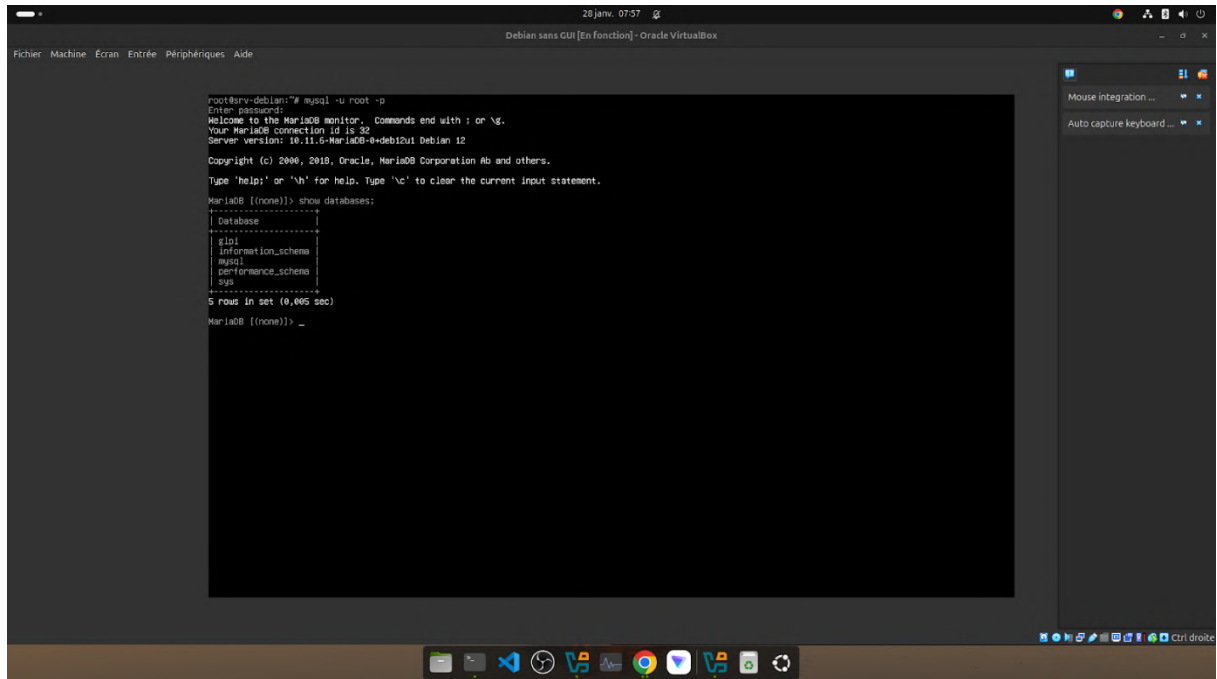 28 janv. 07:57
Debian sans GUI [En fonction] - Oracle VirtualBox
Fichier Machine Écran Entrée Périphériques Aide
Mouse integration ...
Auto capture keyboard ...
root@srv-debian:~# mysql -u root -p
Enter password:
Welcome to the MariaDB monitor. Commands end with ; or \g.
Your MariaDB connection id is 32
Server version: 10.11.6-MariaDB-0+deb12u1 Debian 12
Copyright (c) 2000, 2018, Oracle, MariaDB Corporation Ab and others.
Type 'help;' or '\h' for help. Type '\c' to clear the current input statement.
MariaDB [(none)]> show databases;
+--------------------+
| Database |
+--------------------+
| glpi |
| information_schema |
| mysql |
| performance_schema |
| sys |
+--------------------+
5 rows in set (0,005 sec)
MariaDB [(none)]> _
Ctrl droite